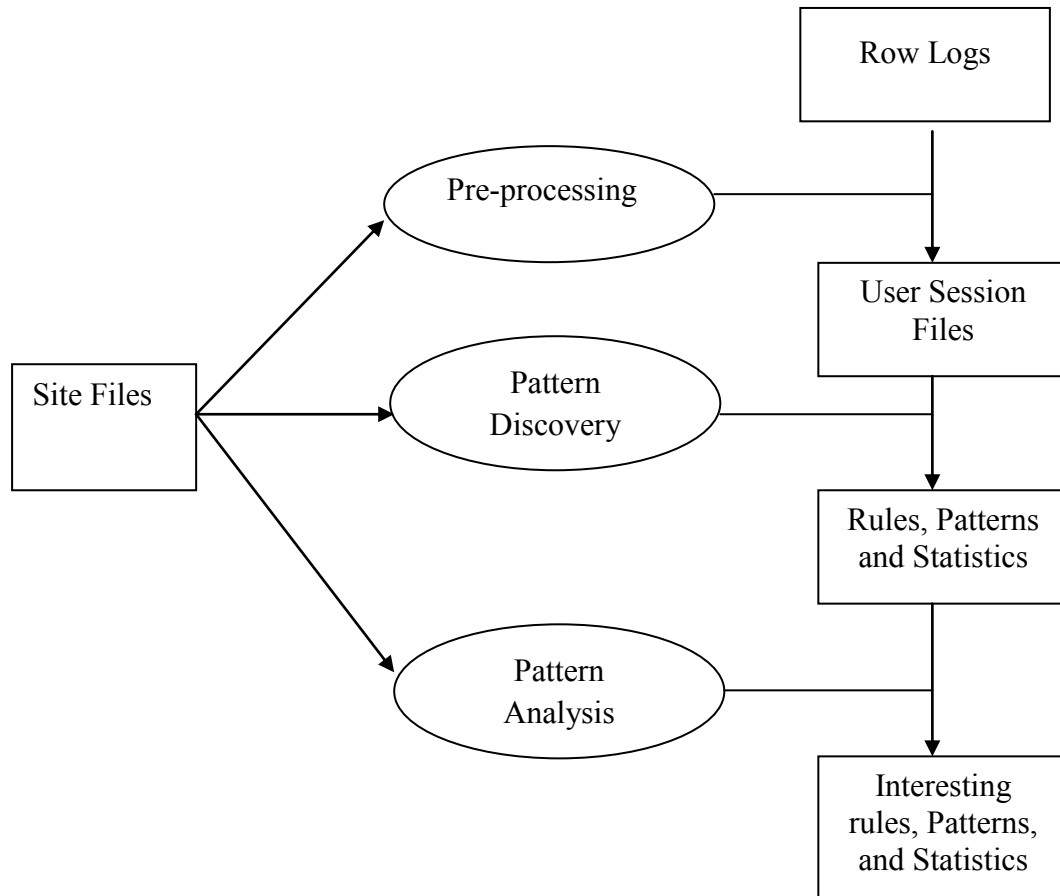 Row Logs
Pre-processing
User Session
Files
Site Files
Pattern
Discovery
Rules, Patterns
and Statistics
Pattern
Analysis
Interesting
rules, Patterns,
and Statistics